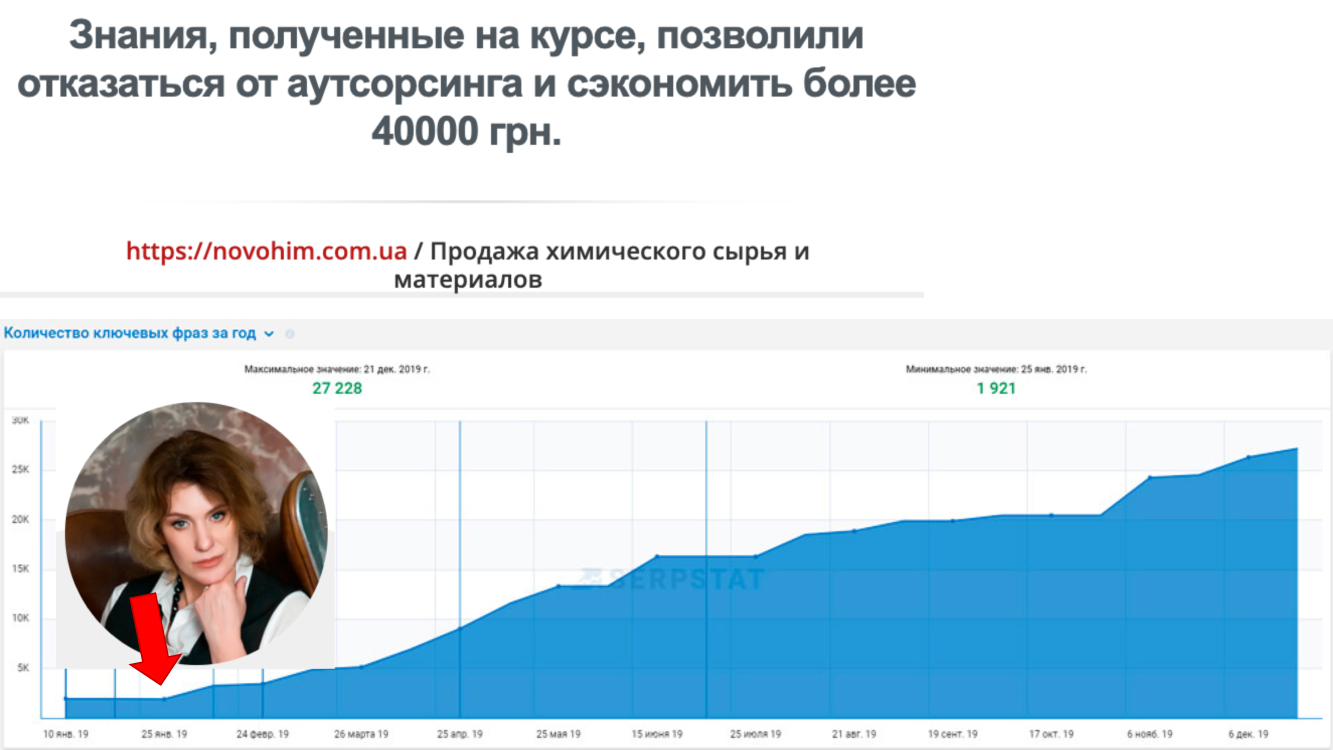 Знания, полученные на курсе, позволили
отказаться от аутсорсинга и сэкономить более
40000 грн.
https://novohim.com.ua / Продажа химического сырья и
материалов
Количество ключевых фраз за год
Максимальное значение: 21 дек. 2019 г.
27 228
Минимальное значение: 25 янв. 2019 г.
1 921
30K
25K
20K
15K
10K
5K
SERPSTAT
10 янв. 19
25 янв. 19
24 февр. 19
26 марта 19
25 апр. 19
25 мая 19
15 июня 19
25 июля 19
21 авг. 19
19 сент. 19
17 окт. 19
6 нояб. 19
6 дек. 19